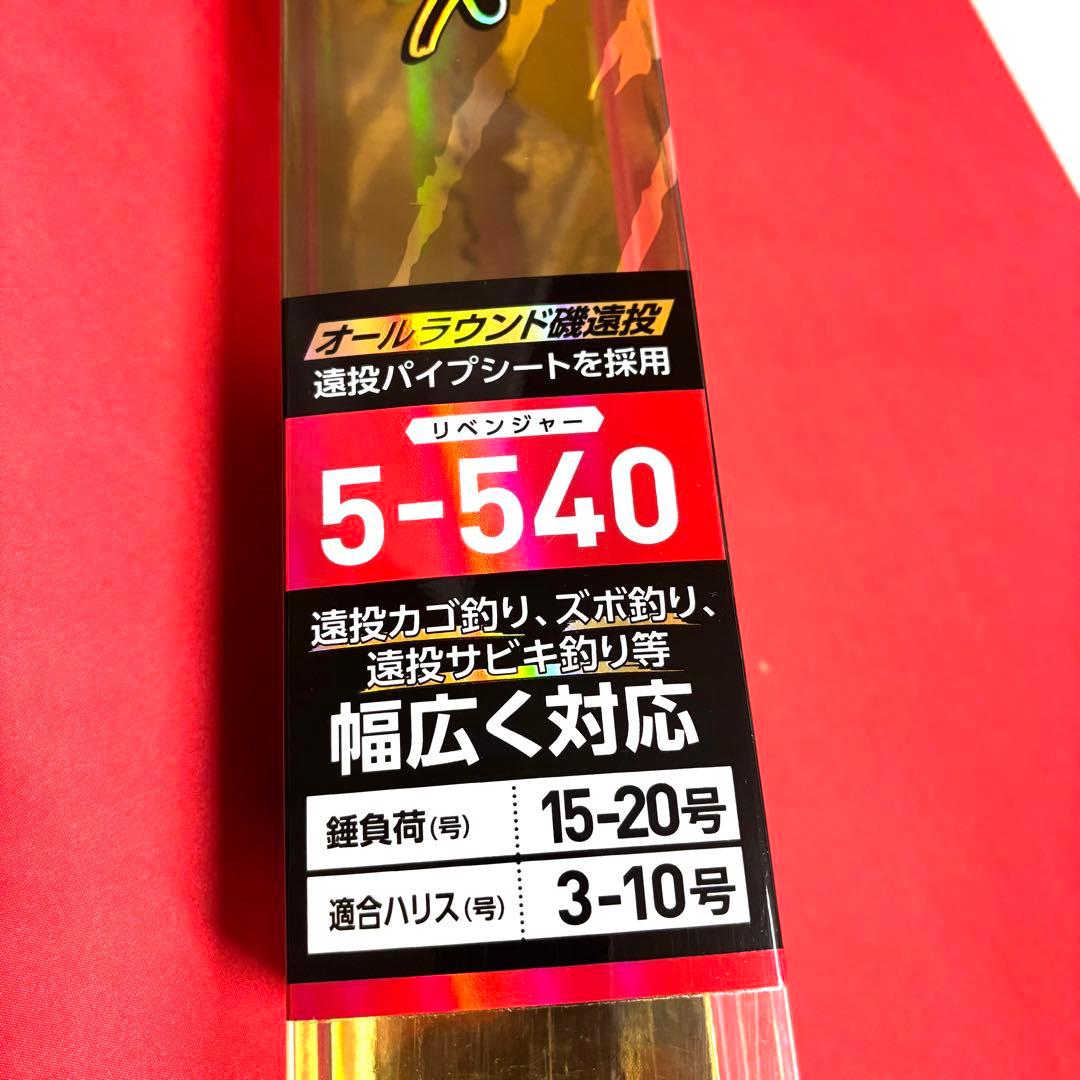 オールラウンド磯遠投
遠投パイプシートを採用
リベンジャー
5-540
遠投カゴ釣り、ズボ釣り、
遠投サビキ釣り等
幅広く対応
錘負荷(号) 15-20号
適合ハリス(号) 3-10号